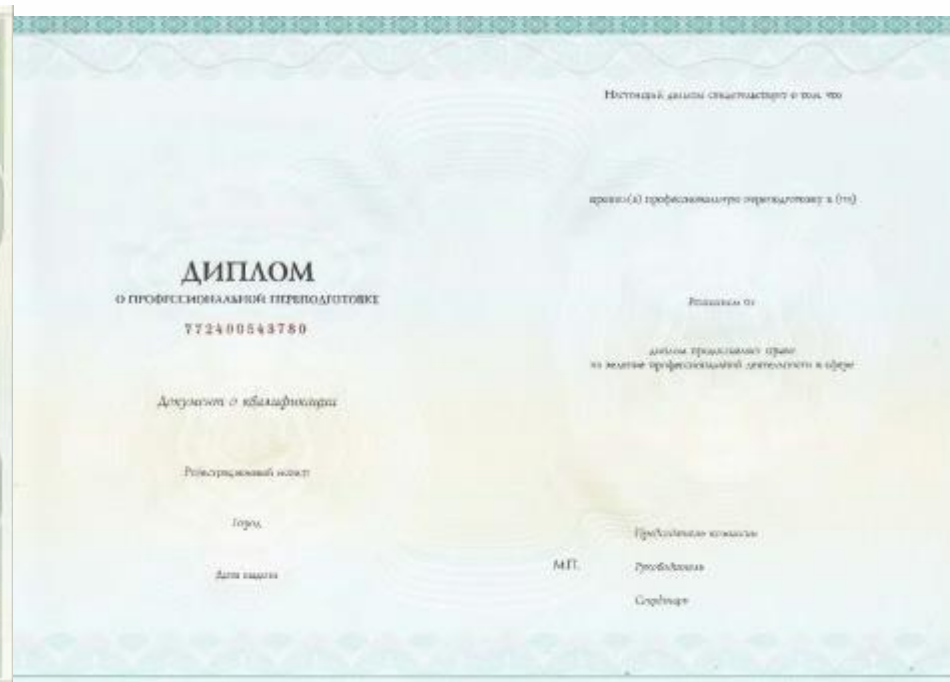 ДИПЛОМ
О ПРОФЕССИОНАЛЬНОЙ ПЕРЕПОДГОТОВКЕ
772400543780
Документ о квалификации
Регистрационный номер
Город
Дата выдачи
Настоящий диплом свидетельствует о том, что
прошел(а) профессиональную переподготовку в (на)
Решением от
диплом предоставляет право
на ведение профессиональной деятельности в сфере
Председатель комиссии
М.П.
Руководитель
Секретарь